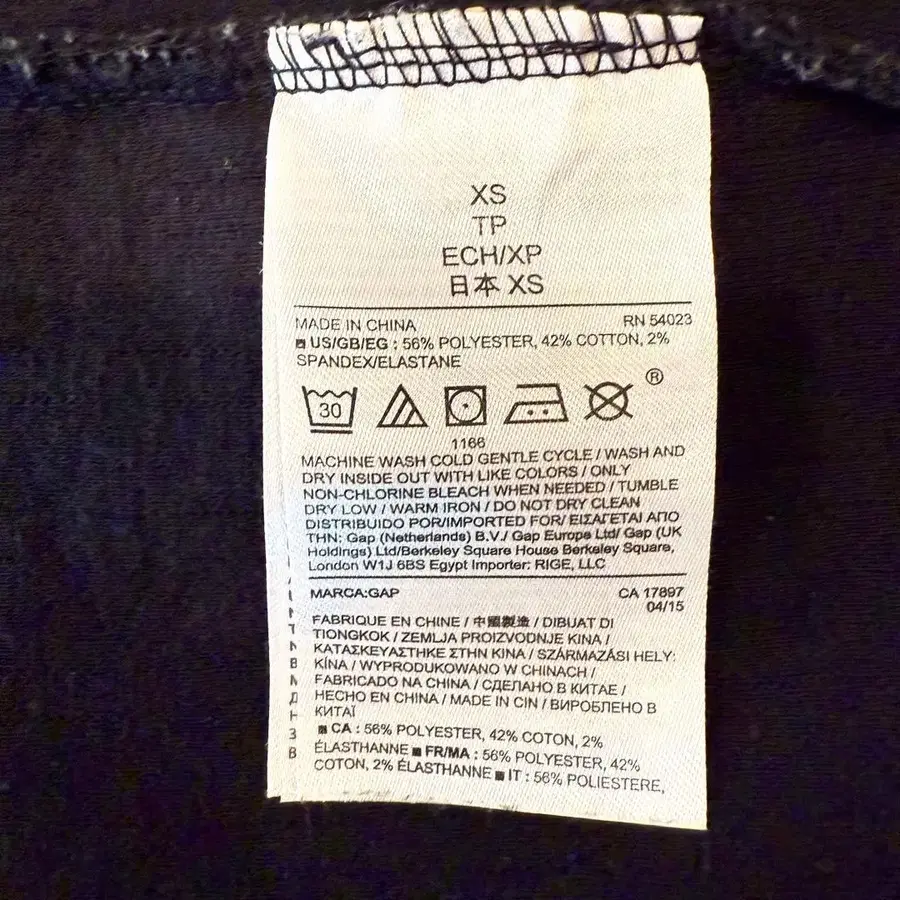 XS
TP
ECH/XP
日本 XS
MADE IN CHINA RN 54023
US/GB/EG : 56% POLYESTER, 42% COTTON, 2%
SPANDEX/ELASTANE
30
®
1166
MACHINE WASH COLD GENTLE CYCLE / WASH AND
DRY INSIDE OUT WITH LIKE COLORS / ONLY
NON-CHLORINE BLEACH WHEN NEEDED / TUMBLE
DRY LOW / WARM IRON / DO NOT DRY CLEAN
DISTRIBUIDO POR/IMPORTED FOR/ ΕΙΣΑΓΕΤΑΙ ΑΠΟ
ΤΗΝ: Gap (Netherlands) B.V./ Gap Europe Ltd/ Gap (UK
Holdings) Ltd/Berkeley Square House Berkeley Square,
London W1J 6BS Egypt Importer: RIGE, LLC
MARCA:GAP CA 17897
04/15
FABRIQUE EN CHINE / 中國製造 / DIBUAT DI
TIONGKOK / ZEMLJA PROIZVODNJE KINA /
ΚΑΤΑΣΚΕΥΑΣΤΗΚΕ ΣΤΗΝ ΚΙΝΑ / SZÁRMAZÁSI HELY:
KÍNA / WYPRODUKOWANO W CHINACH /
FABRICADO NA CHINA / СДЕЛАНО В КИТАЕ /
HECHO EN CHINA / MADE IN CIN / ВИРОБЛЕНО В
КИТАЇ
CA : 56% POLYESTER, 42% COTON, 2%
ÉLASTHANNE FR/MA : 56% POLYESTER, 42%
COTON, 2% ÉLASTHANNE IT : 56% POLIESTERE,